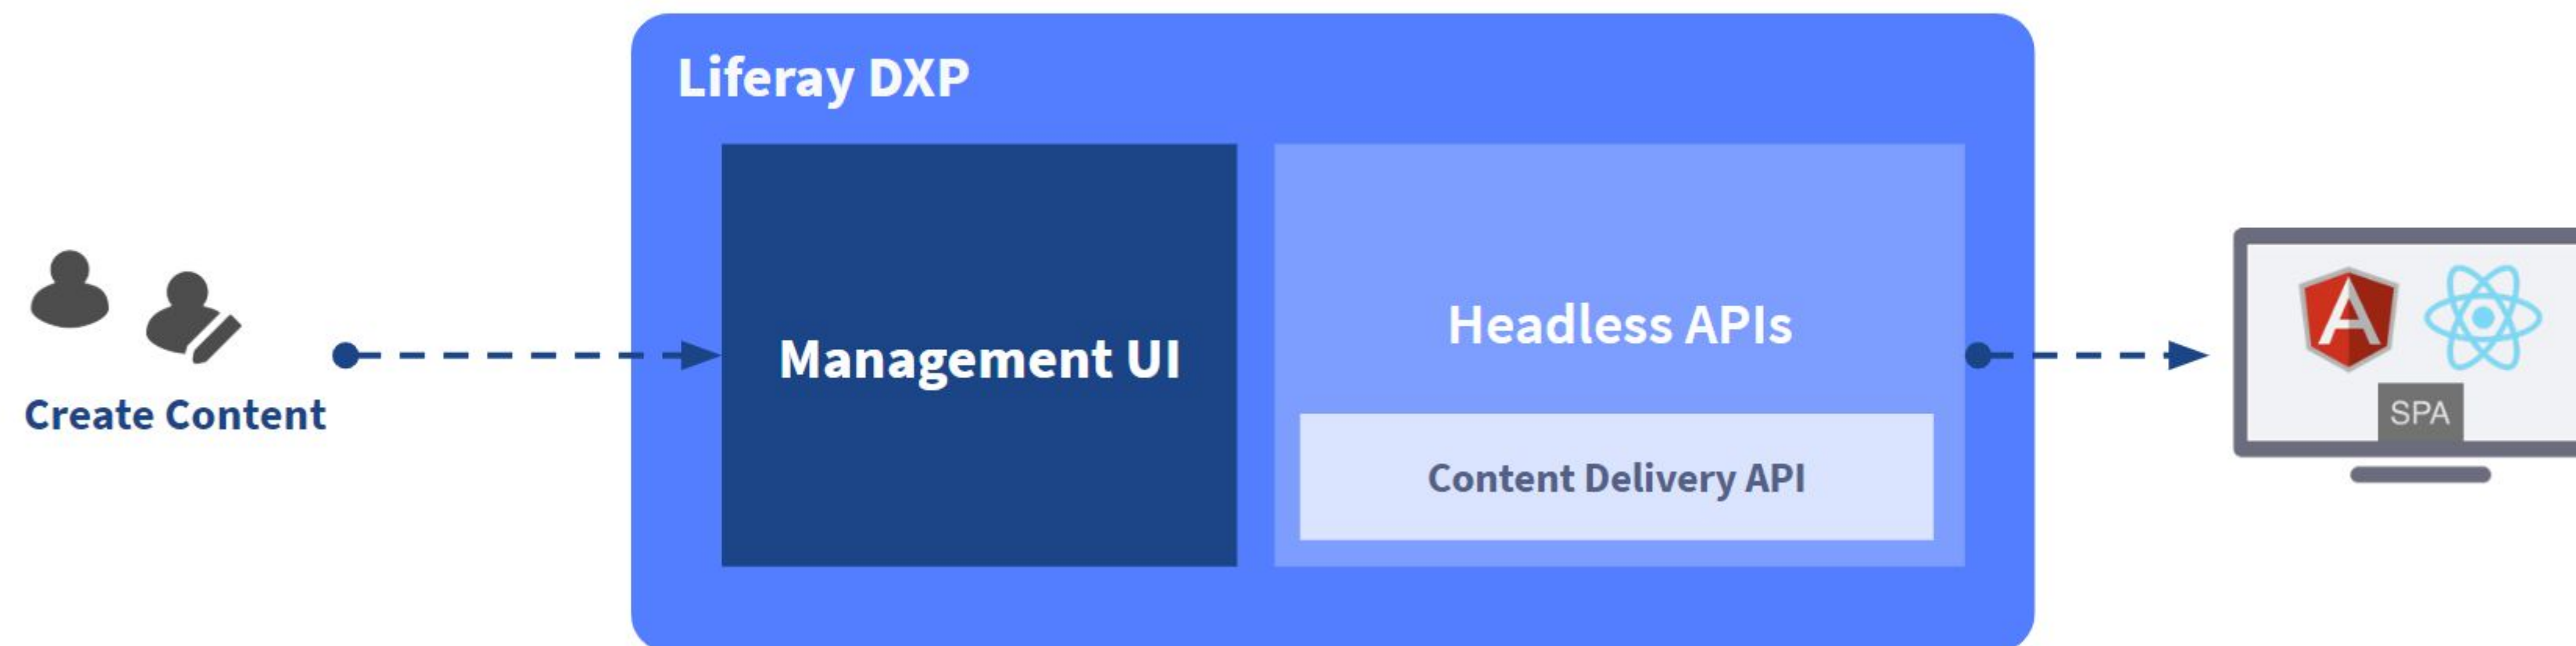 Liferay DXP
Create Content
Management UI
Headless APIs
Content Delivery API
SPA